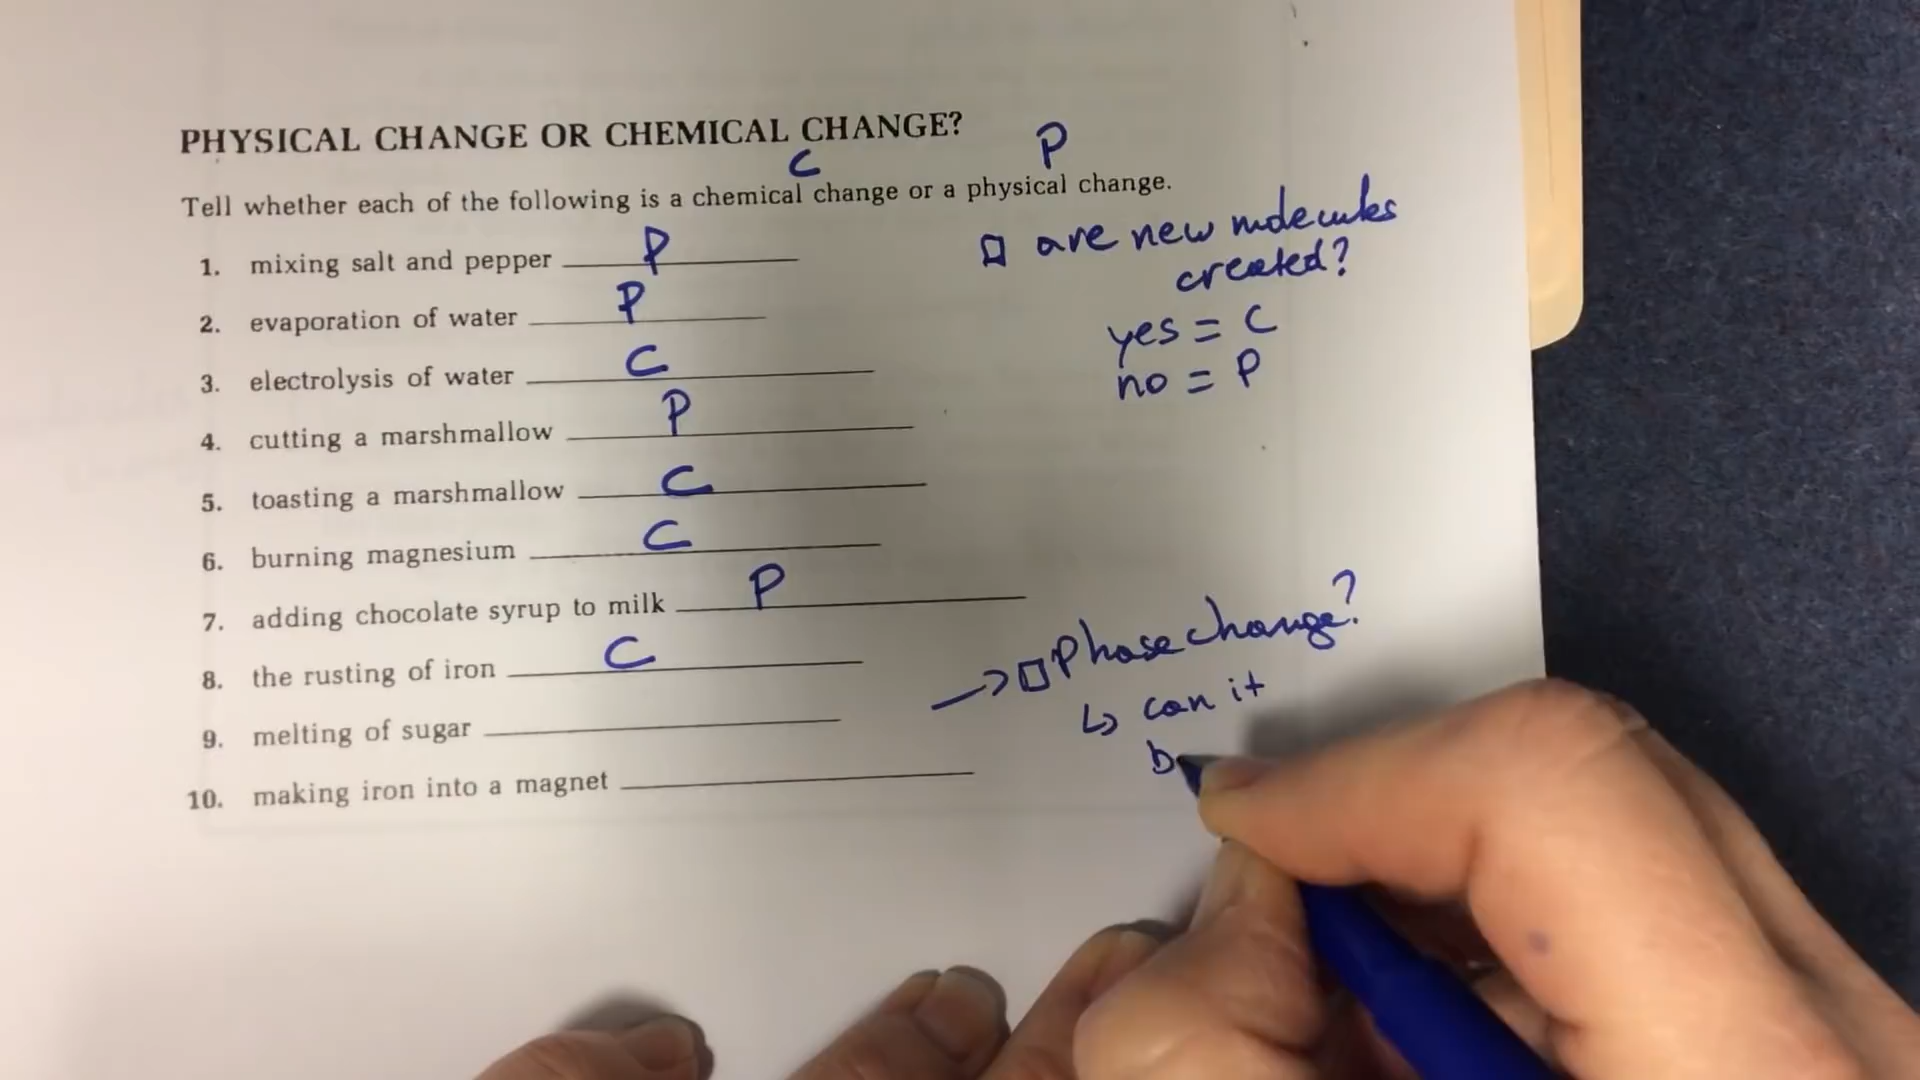 PHYSICAL CHANGE OR CHEMICAL CHANGE?
C P
Tell whether each of the following is a chemical change or a physical change.
1. mixing salt and pepper P
2. evaporation of water P
3. electrolysis of water C
4. cutting a marshmallow P
5. toasting a marshmallow C
6. burning magnesium C
7. adding chocolate syrup to milk P
8. the rusting of iron C
9. melting of sugar
10. making iron into a magnet
are new molecules
created?
yes = C
no = P
→ Phase change?
↳ can it
b